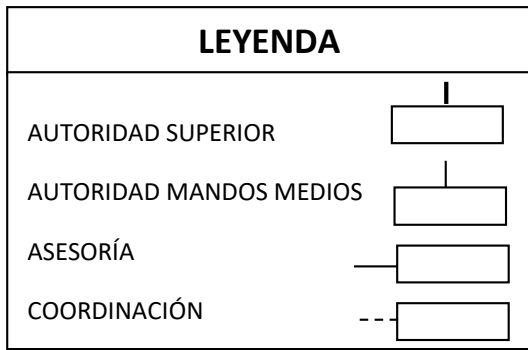 LEYENDA
AUTORIDAD SUPERIOR
AUTORIDAD MANDOS MEDIOS
ASESORÍA
COORDINACIÓN